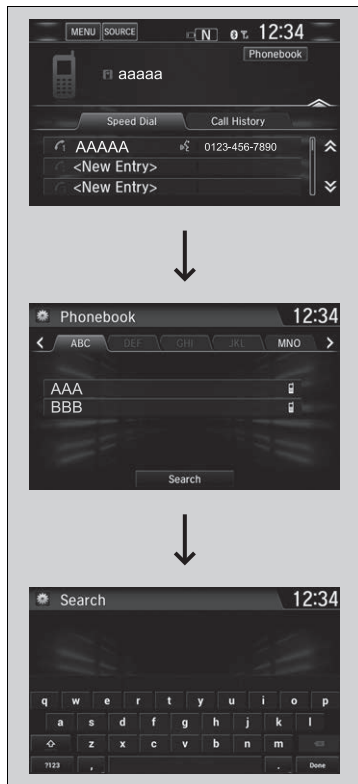 MENU SOURCE N 12:34
Phonebook
aaaaa
Speed Dial Call History
AAAAA 0123-456-7890
<New Entry>
<New Entry>
Phonebook 12:34
ABC DEF GHI JKL MNO
AAA
BBB
Search
Search 12:34
q w e r t y u i o p
a s d f g h j k l
z x c v b n m
?123 , . Done